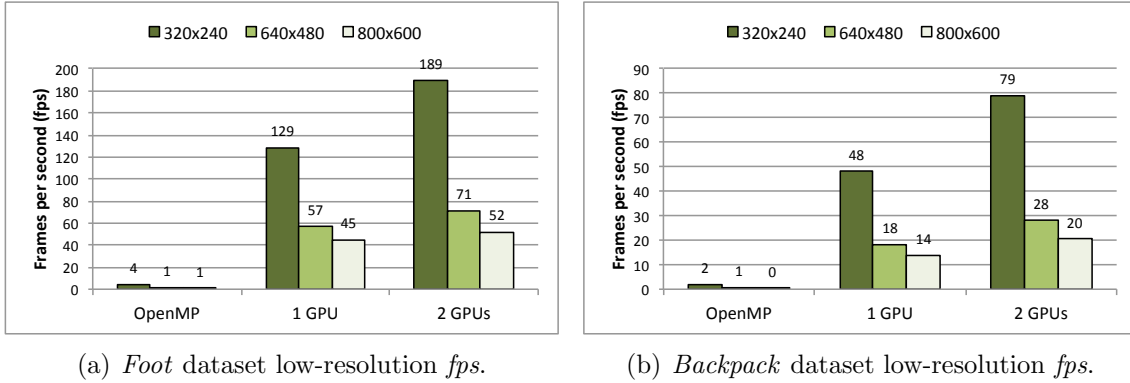 320x240 640x480 800x600
Frames per second (fps)
200
180
160
140
120
100
80
60
40
20
0
4 1 1
129 57 45
189 71 52
OpenMP 1 GPU 2 GPUs
(a) Foot dataset low-resolution fps.
320x240 640x480 800x600
Frames per second (fps)
90
80
70
60
50
40
30
20
10
0
2 1 0
48 18 14
79 28 20
OpenMP 1 GPU 2 GPUs
(b) Backpack dataset low-resolution fps.